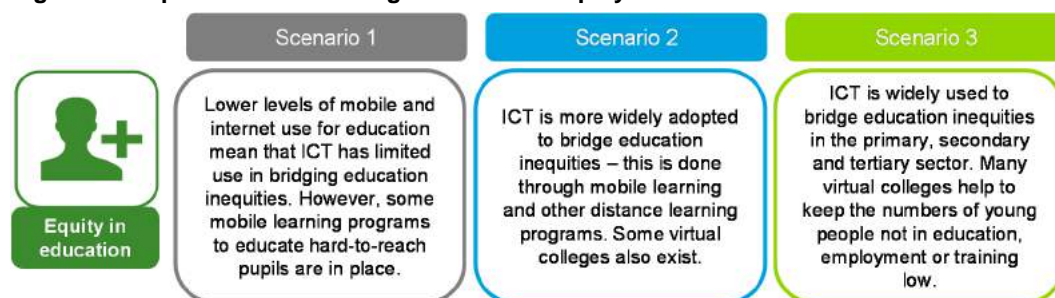 Scenario 1
Scenario 2
Scenario 3
Equity in
education
Lower levels of mobile and
internet use for education
mean that ICT has limited
use in bridging education
inequities. However, some
mobile learning programs
to educate hard-to-reach
pupils are in place.
ICT is more widely adopted
to bridge education
inequities – this is done
through mobile learning
and other distance learning
programs. Some virtual
colleges also exist.
ICT is widely used to
bridge education inequities
in the primary, secondary
and tertiary sector. Many
virtual colleges help to
keep the numbers of young
people not in education,
employment or training
low.